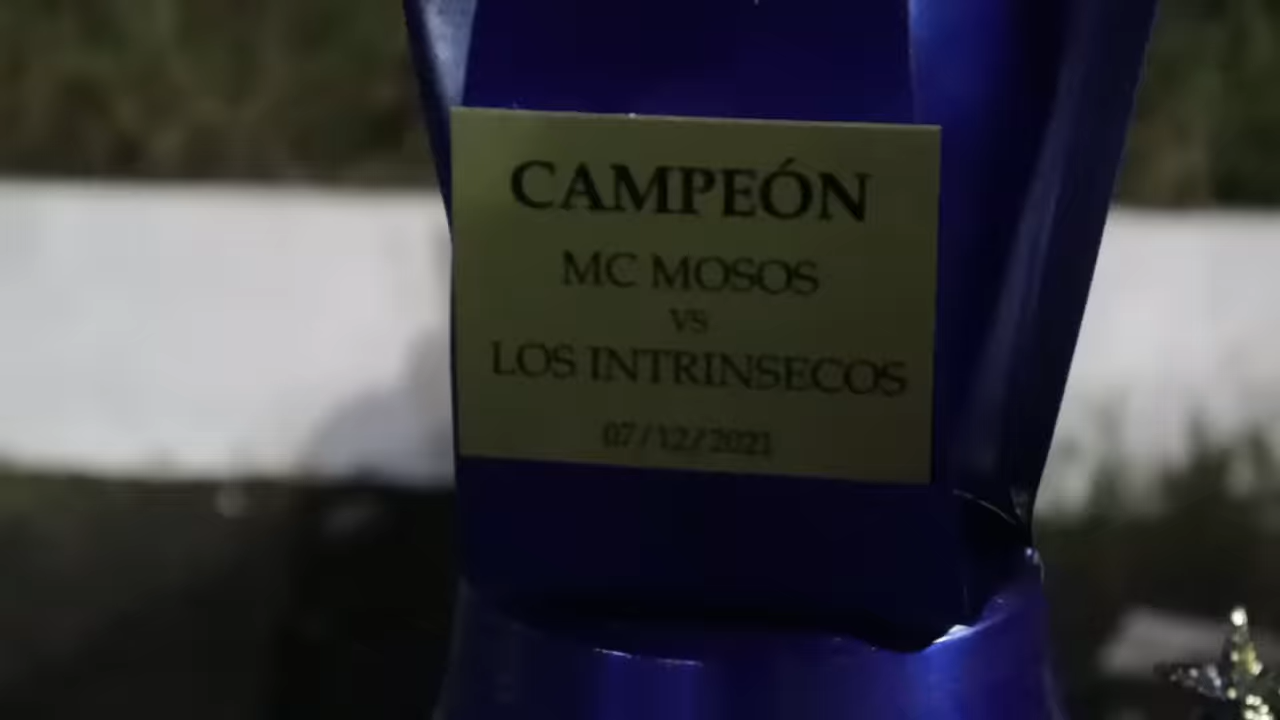 CAMPEÓN
MC MOSOS
VS
LOS INTRINSECOS
07/12/2021